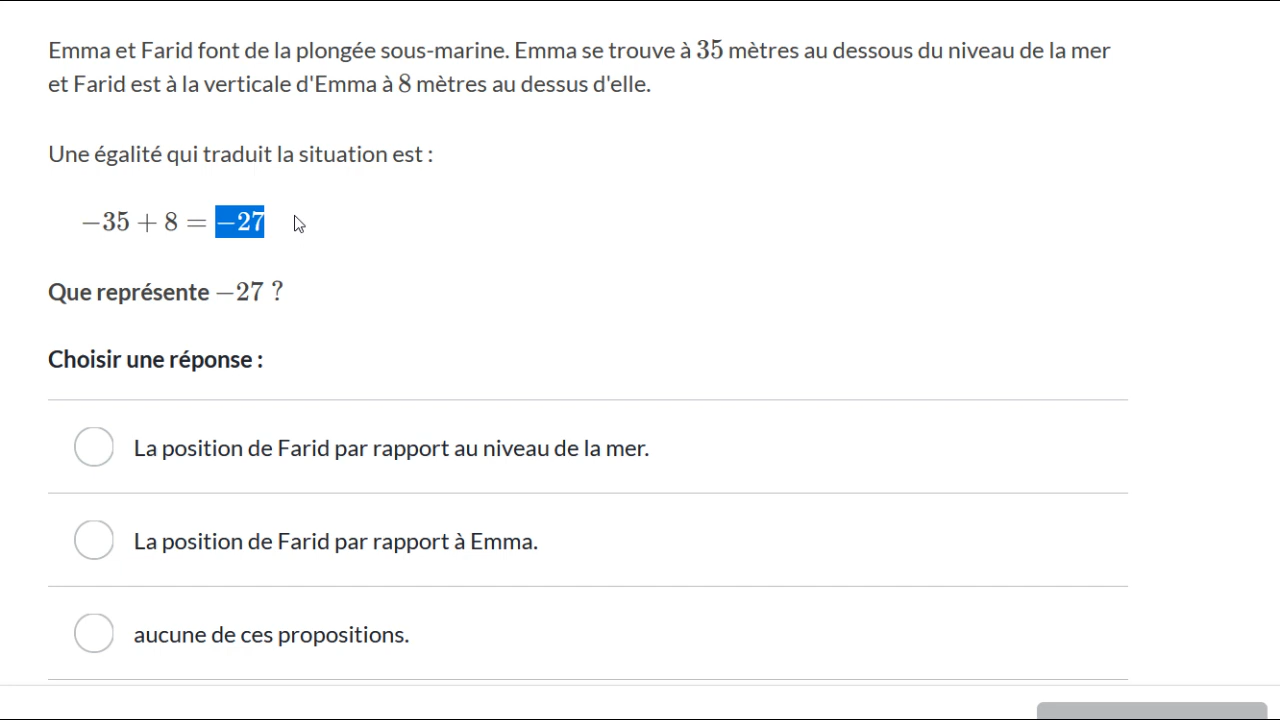 Emma et Farid font de la plongée sous-marine. Emma se trouve à 35 mètres au dessous du niveau de la mer
et Farid est à la verticale d'Emma à 8 mètres au dessus d'elle.
Une égalité qui traduit la situation est :
−35 + 8 = −27
Que représente −27 ?
Choisir une réponse :
La position de Farid par rapport au niveau de la mer.
La position de Farid par rapport à Emma.
aucune de ces propositions.